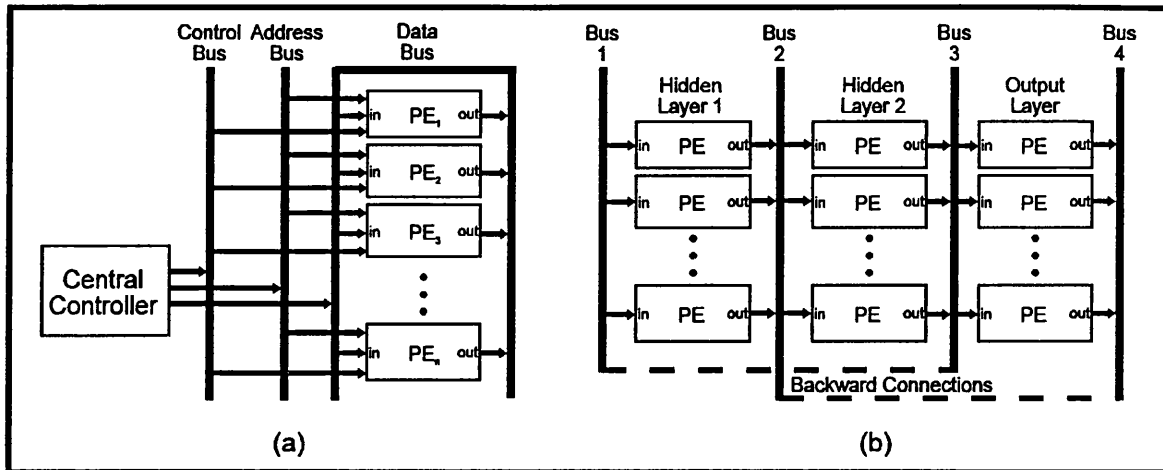 Control Bus
Address Bus
Data Bus
in PE1 out
in PE2 out
in PE3 out
in PEn out
Central
Controller
(a)
Bus 1
Bus 2
Bus 3
Bus 4
Hidden
Layer 1
Hidden
Layer 2
Output
Layer
in PE out in PE out in PE out
in PE out in PE out in PE out
in PE out in PE out in PE out
Backward Connections
(b)